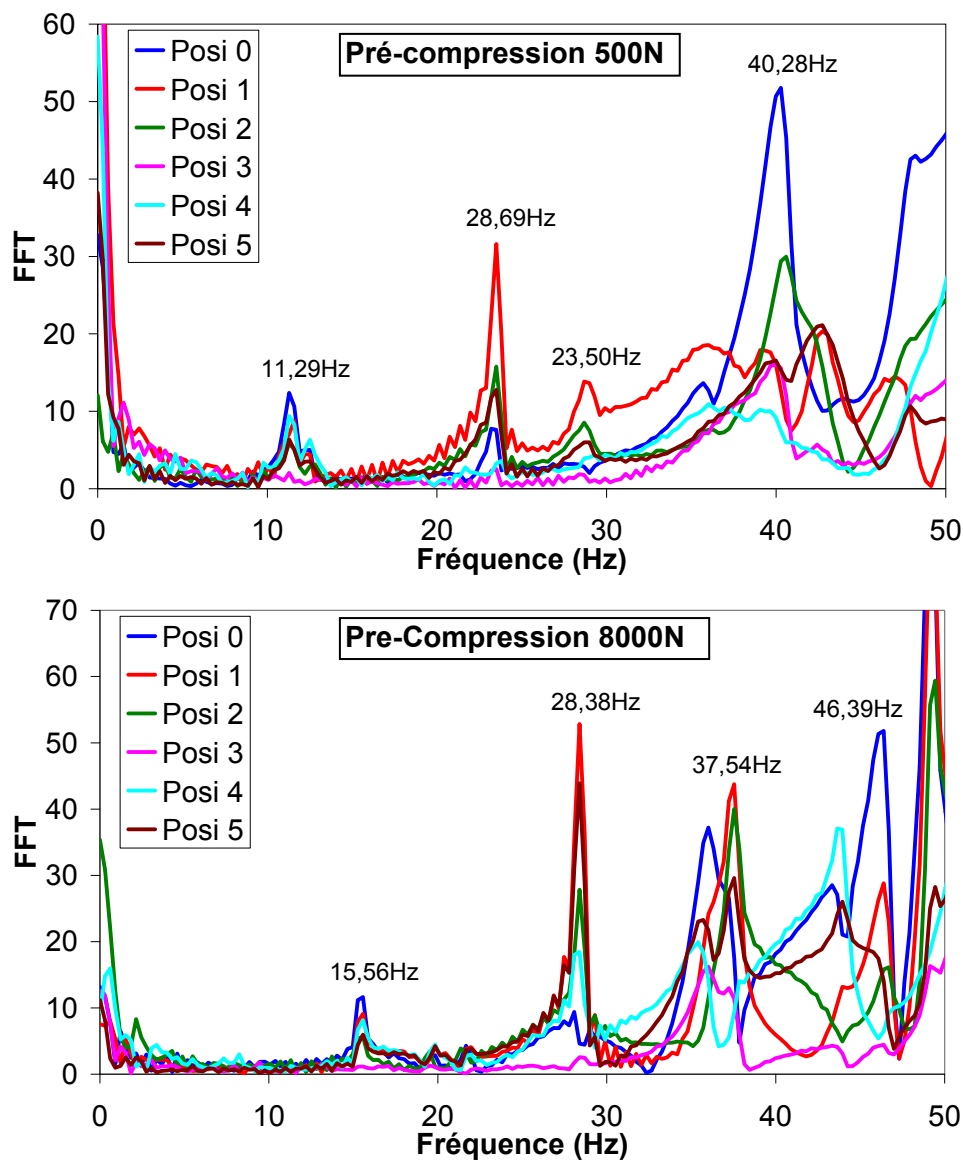 60
50
40
30
20
10
0
FFT
Posi 0
Posi 1
Posi 2
Posi 3
Posi 4
Posi 5
Pré-compression 500N
11,29Hz
28,69Hz
23,50Hz
40,28Hz
0 10 20 30 40 50
Fréquence (Hz)
70
60
50
40
30
20
10
0
FFT
Posi 0
Posi 1
Posi 2
Posi 3
Posi 4
Posi 5
Pre-Compression 8000N
15,56Hz
28,38Hz
37,54Hz
46,39Hz
0 10 20 30 40 50
Fréquence (Hz)